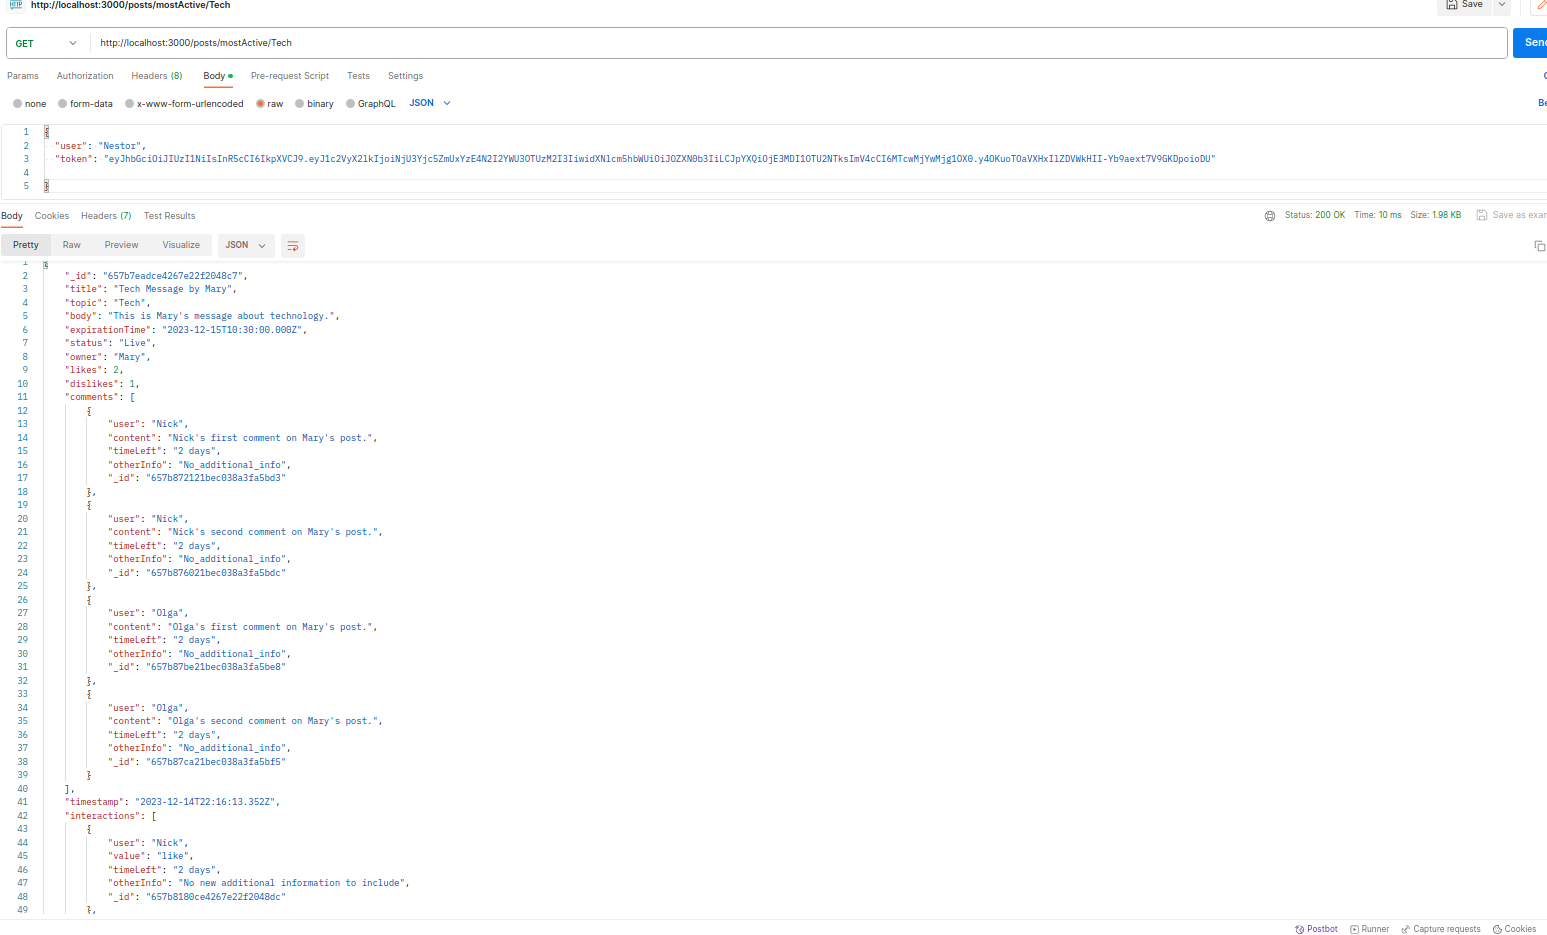 HTTP http://localhost:3000/posts/mostActive/Tech Save
GET http://localhost:3000/posts/mostActive/Tech Send
Params Authorization Headers (8) Body Pre-request Script Tests Settings
none form-data x-www-form-urlencoded raw binary GraphQL JSON Be
1 {
2 "user": "Nestor",
3 "token": "eyJhbGciOiJIUzI1NiIsInR5cCI6IkpXVCJ9.eyJ1c2VyX2lkIjoiNjU3Yjc5ZmUxYzE4N2I2YWU3OTUzM2I3IiwidXNlcm5hbWUiOiJOZXN0b3IiLCJpYXQiOjE3MDI1OTU2NTksImV4cCI6MTcwMjYwMjg1OX0.y4OKuoTOaVXHxIlZDVWkHII-Yb9aext7V9GKDpoioDU"
4
5 }
Body Cookies Headers (7) Test Results Status: 200 OK Time: 10 ms Size: 1.98 KB Save as exam
Pretty Raw Preview Visualize JSON
1 {
2 "_id": "657b7eadce4267e22f2048c7",
3 "title": "Tech Message by Mary",
4 "topic": "Tech",
5 "body": "This is Mary's message about technology.",
6 "expirationTime": "2023-12-15T10:30:00.000Z",
7 "status": "Live",
8 "owner": "Mary",
9 "likes": 2,
10 "dislikes": 1,
11 "comments": [
12 {
13 "user": "Nick",
14 "content": "Nick's first comment on Mary's post.",
15 "timeLeft": "2 days",
16 "otherInfo": "No_additional_info",
17 "_id": "657b872121bec038a3fa5bd3"
18 },
19 {
20 "user": "Nick",
21 "content": "Nick's second comment on Mary's post.",
22 "timeLeft": "2 days",
23 "otherInfo": "No_additional_info",
24 "_id": "657b876021bec038a3fa5bdc"
25 },
26 {
27 "user": "Olga",
28 "content": "Olga's first comment on Mary's post.",
29 "timeLeft": "2 days",
30 "otherInfo": "No_additional_info",
31 "_id": "657b87be21bec038a3fa5be8"
32 },
33 {
34 "user": "Olga",
35 "content": "Olga's second comment on Mary's post.",
36 "timeLeft": "2 days",
37 "otherInfo": "No_additional_info",
38 "_id": "657b87ca21bec038a3fa5bf5"
39 }
40 ],
41 "timestamp": "2023-12-14T22:16:13.352Z",
42 "interactions": [
43 {
44 "user": "Nick",
45 "value": "like",
46 "timeLeft": "2 days",
47 "otherInfo": "No new additional information to include",
48 "_id": "657b8180ce4267e22f2048dc"
49 },
Postbot Runner Capture requests Cookies